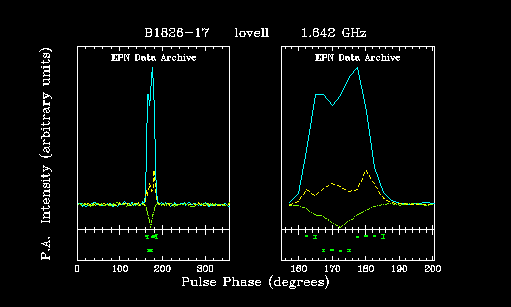 B1826-17 lovell 1.642 GHz
EPN Data Archive
EPN Data Archive
P.A. Intensity (arbitrary units)
0 100 200 300
160 170 180 190 200
Pulse Phase (degrees)